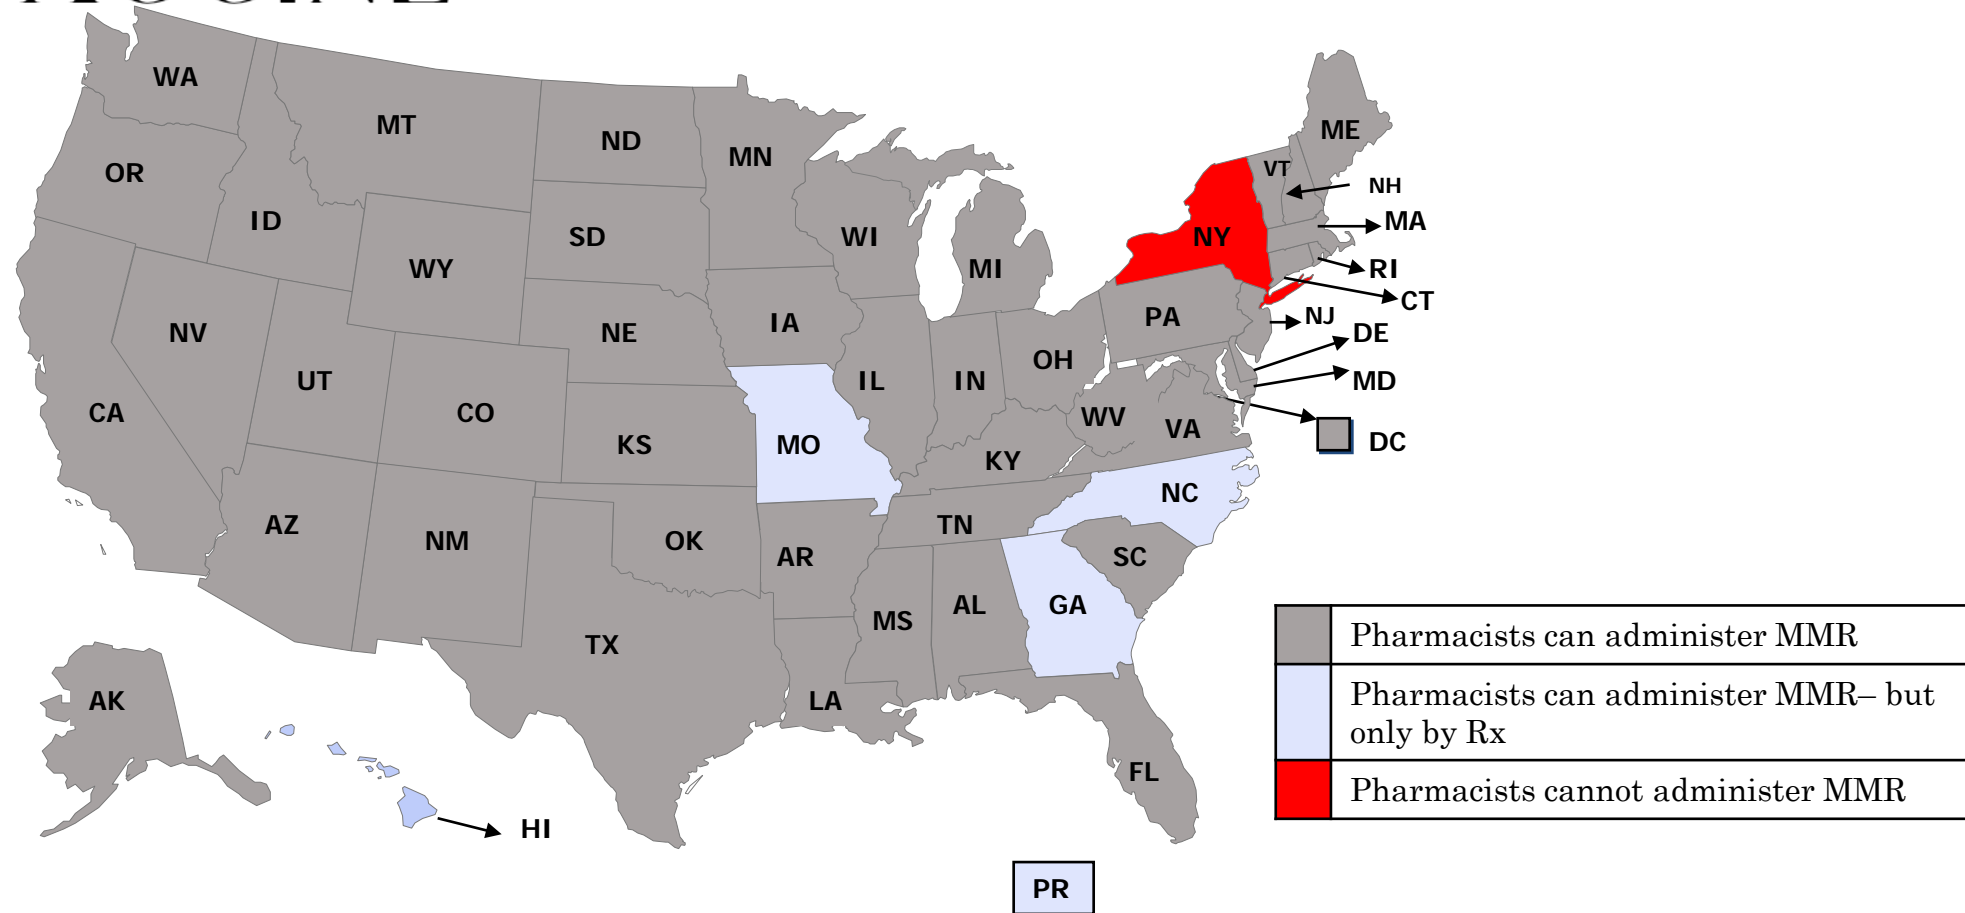 WA
MT
ND
MN
ME
OR
VT
NH
ID
SD
WI
NY
MA
WY
MI
RI
CT
NV
NE
IA
PA
NJ
DE
UT
CO
IL
IN
OH
MD
CA
KS
MO
WV
VA
DC
KY
NC
AZ
NM
OK
AR
TN
SC
TX
MS
AL
GA
AK
LA
FL
HI
PR
Pharmacists can administer MMR
Pharmacists can administer MMR– but
only by Rx
Pharmacists cannot administer MMR